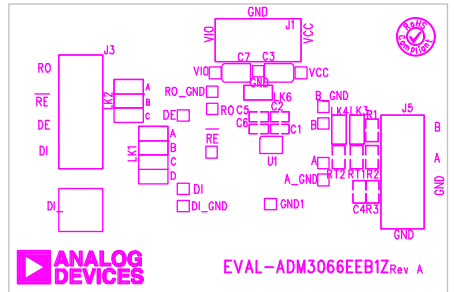 GND
J1
VIO
VCC
RoHS
Compliant
J3
C7
C3
VIO
VCC
GND
RO
RO_GND
LK6
B_GND
RE
LK2
A
B
C
DE
RO
C5
C2
C6
C1
B
LK4
LK3
R1
J5
B
DE
RE
DI
LK1
A
B
C
D
U1
A
A
RT2
RT1
R2
A_GND
GND
DI
DI_
DI_GND
GND1
C4
R3
GND
ANALOG
DEVICES
EVAL-ADM3066EEB1Z Rev A